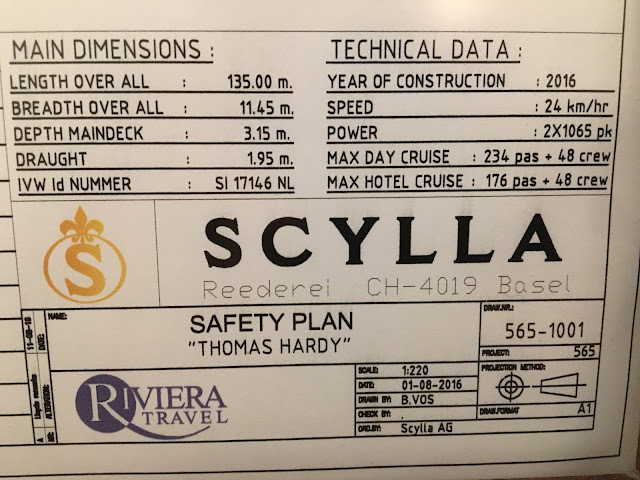 MAIN DIMENSIONS :
LENGTH OVER ALL : 135.00 m.
BREADTH OVER ALL : 11.45 m.
DEPTH MAINDECK : 3.15 m.
DRAUGHT : 1.95 m.
IVW Id NUMMER : SI 17146 NL
TECHNICAL DATA :
YEAR OF CONSTRUCTION : 2016
SPEED : 24 km/hr
POWER : 2X1065 pk
MAX DAY CRUISE : 234 pas + 48 crew
MAX HOTEL CRUISE : 176 pas + 48 crew
S
SCYLLA
Reederei CH-4019 Basel
NAME:
SAFETY PLAN
"THOMAS HARDY"
DRAW.NR.:
565-1001
PROJECT: 565
RIVIERA
TRAVEL
SCALE: 1:220
DATE: 01-08-2016
DRAWN BY : B.VOS
CHECK BY : .
ORD.BY: Scylla AG
PROJECTION METHOD:
DRAW.FORMAT A1
DATE:
A